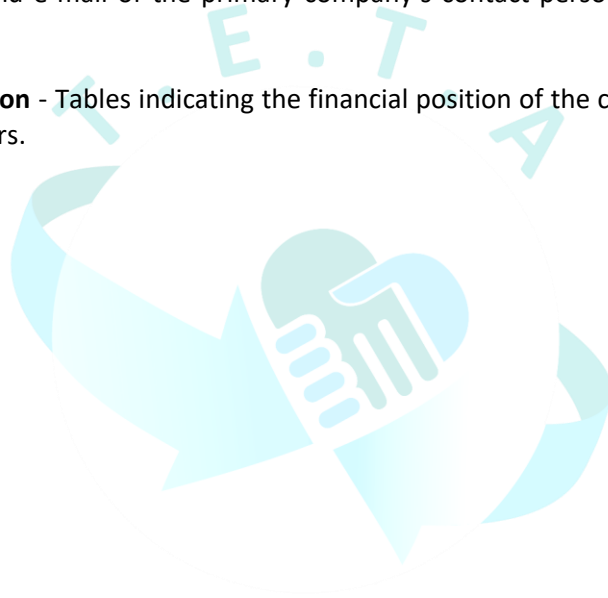 e-mail of the primary company's contact perso
T . E . T . A
on - Tables indicating the financial position of the c
rs.